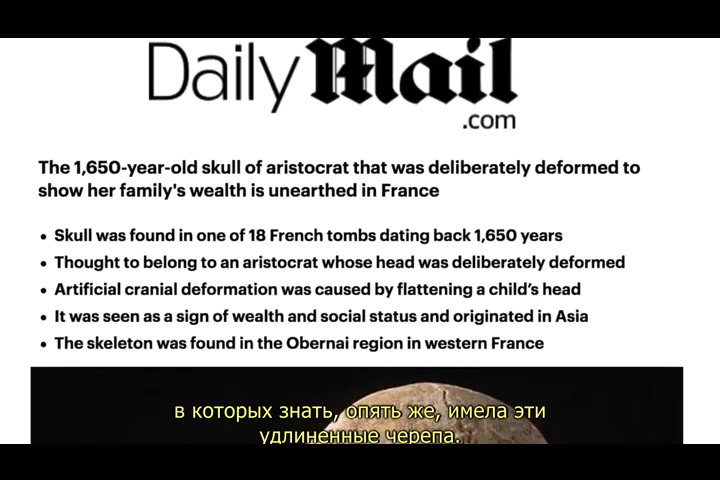 Daily Mail
.com
The 1,650-year-old skull of aristocrat that was deliberately deformed to
show her family's wealth is unearthed in France
• Skull was found in one of 18 French tombs dating back 1,650 years
• Thought to belong to an aristocrat whose head was deliberately deformed
• Artificial cranial deformation was caused by flattening a child’s head
• It was seen as a sign of wealth and social status and originated in Asia
• The skeleton was found in the Obernai region in western France
в которых знать, опять же, имела эти
удлиненные черепа.